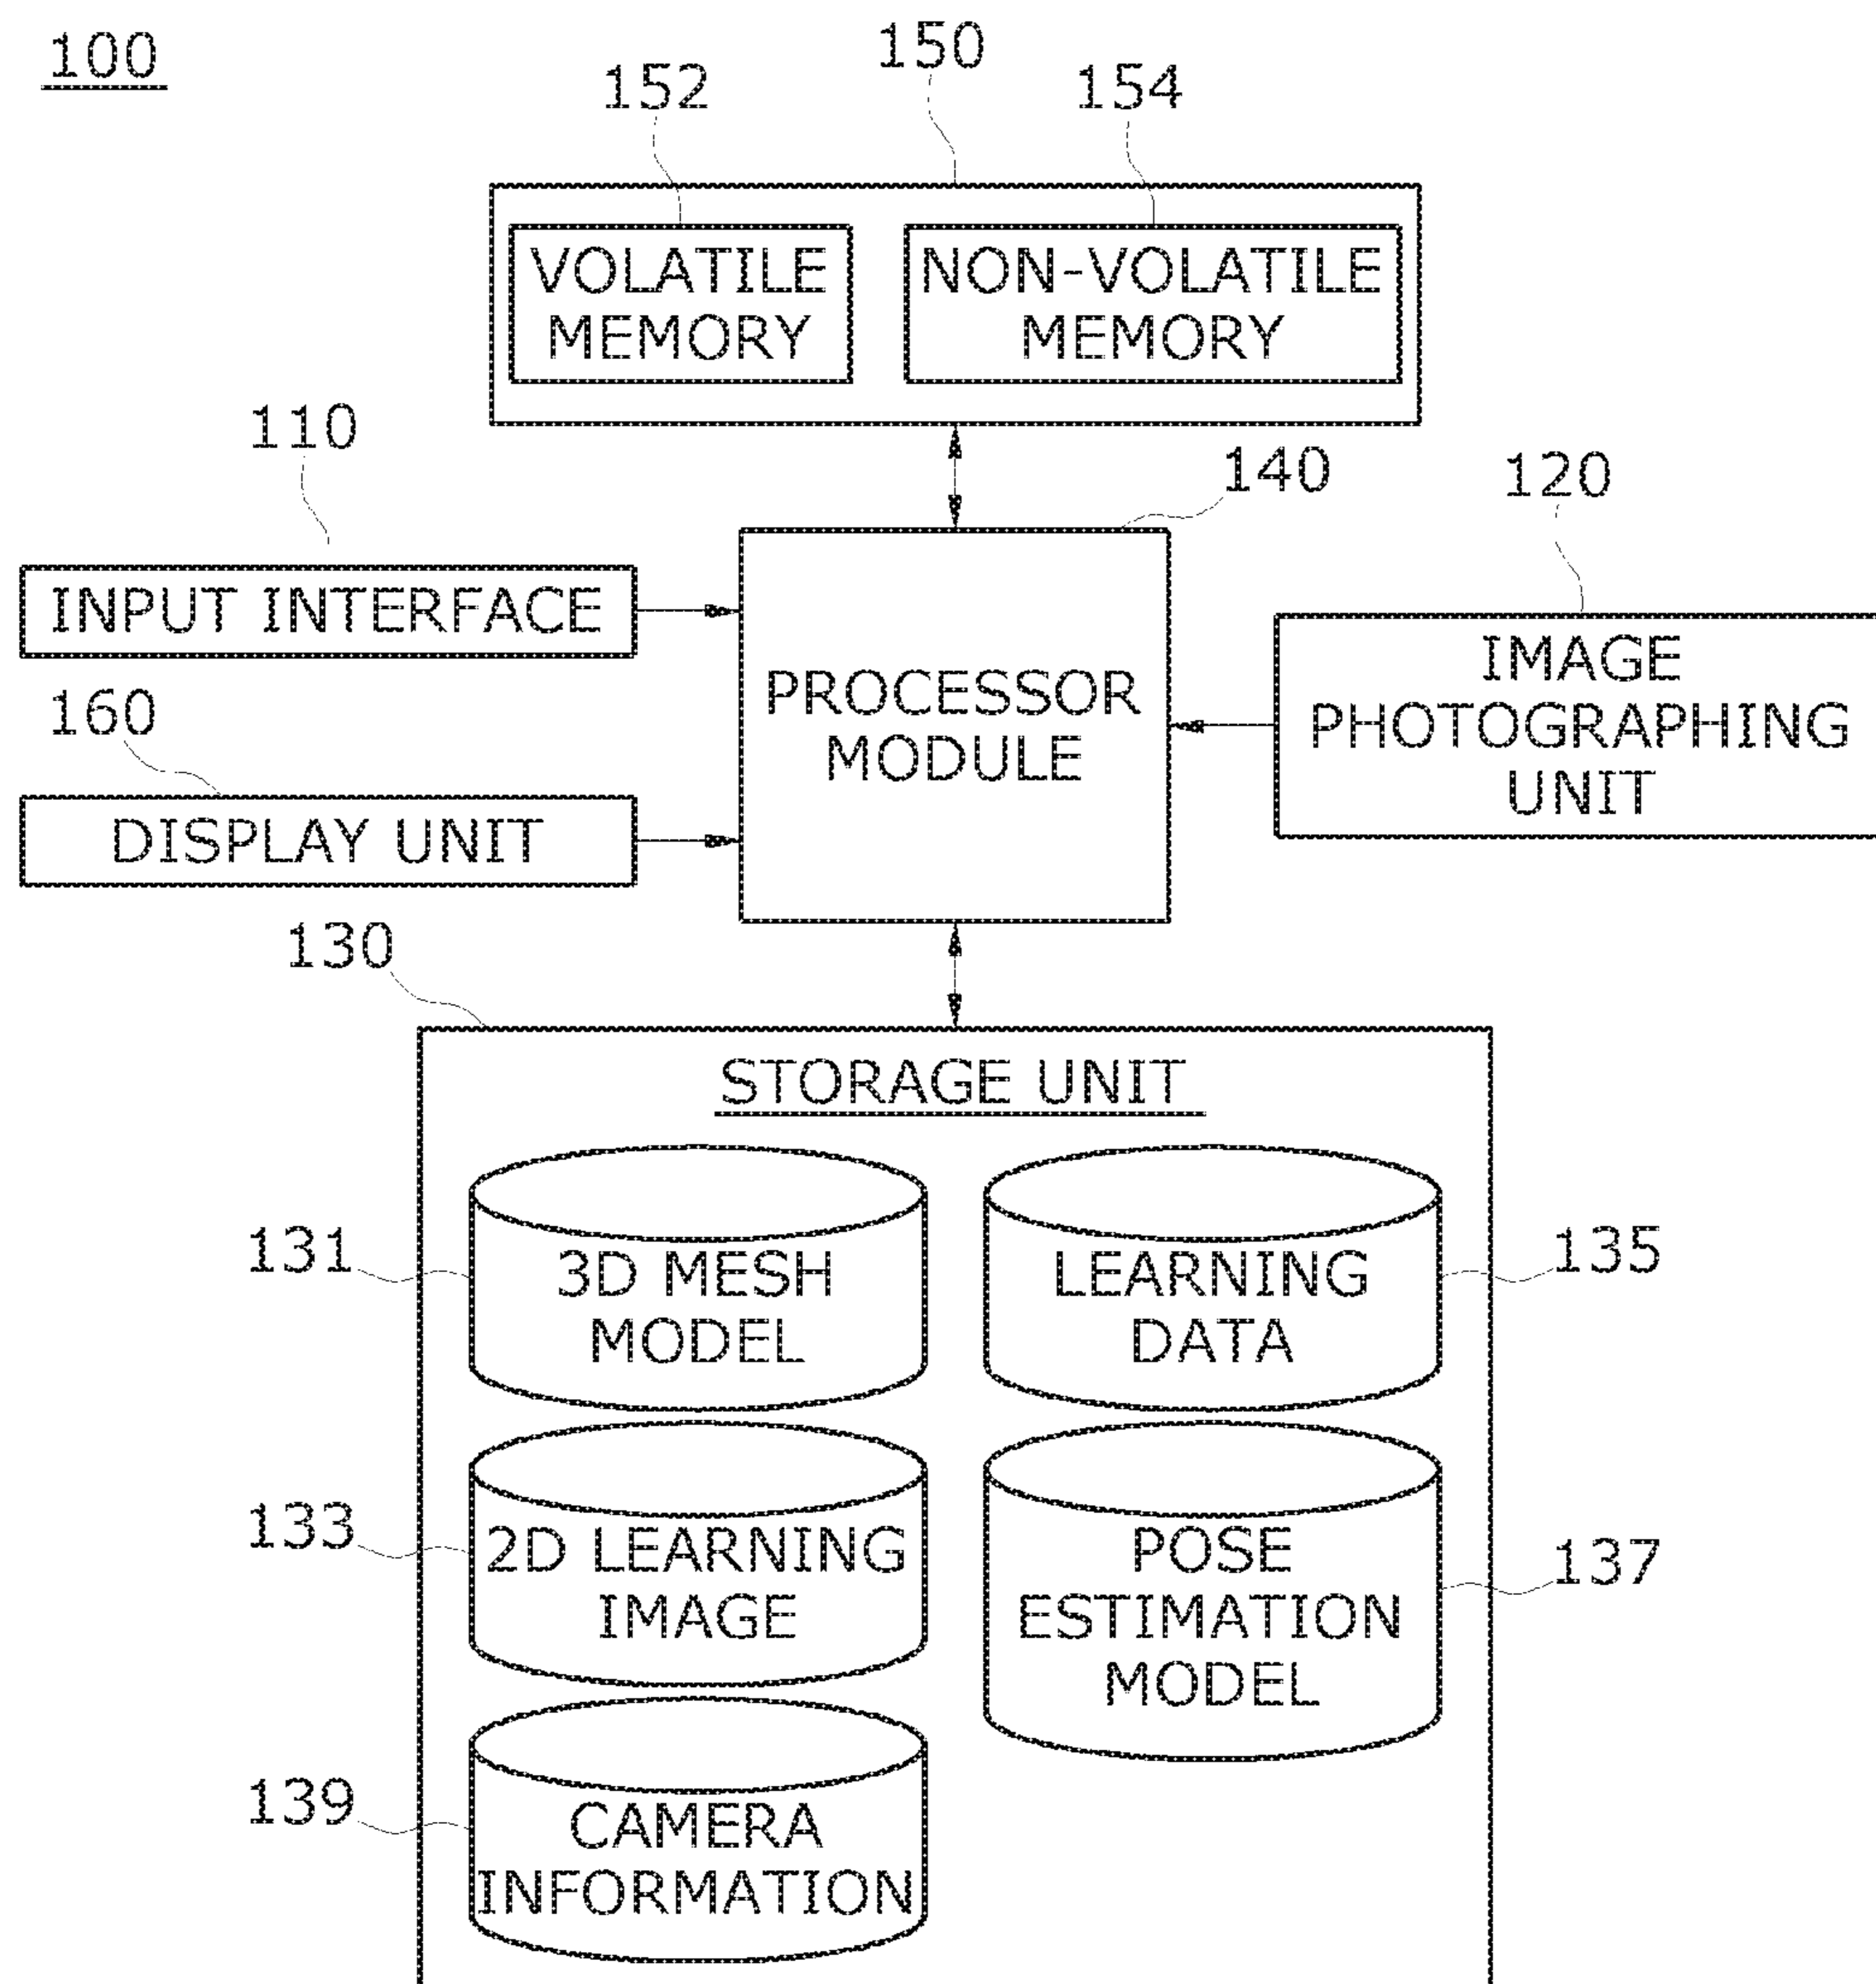 100
150
152
154
VOLATILE
MEMORY
NON-VOLATILE
MEMORY
110
140
120
INPUT INTERFACE
PROCESSOR
MODULE
IMAGE
PHOTOGRAPHING
UNIT
160
DISPLAY UNIT
130
STORAGE UNIT
131
3D MESH
MODEL
LEARNING
DATA
135
133
2D LEARNING
IMAGE
POSE
ESTIMATION
MODEL
137
139
CAMERA
INFORMATION